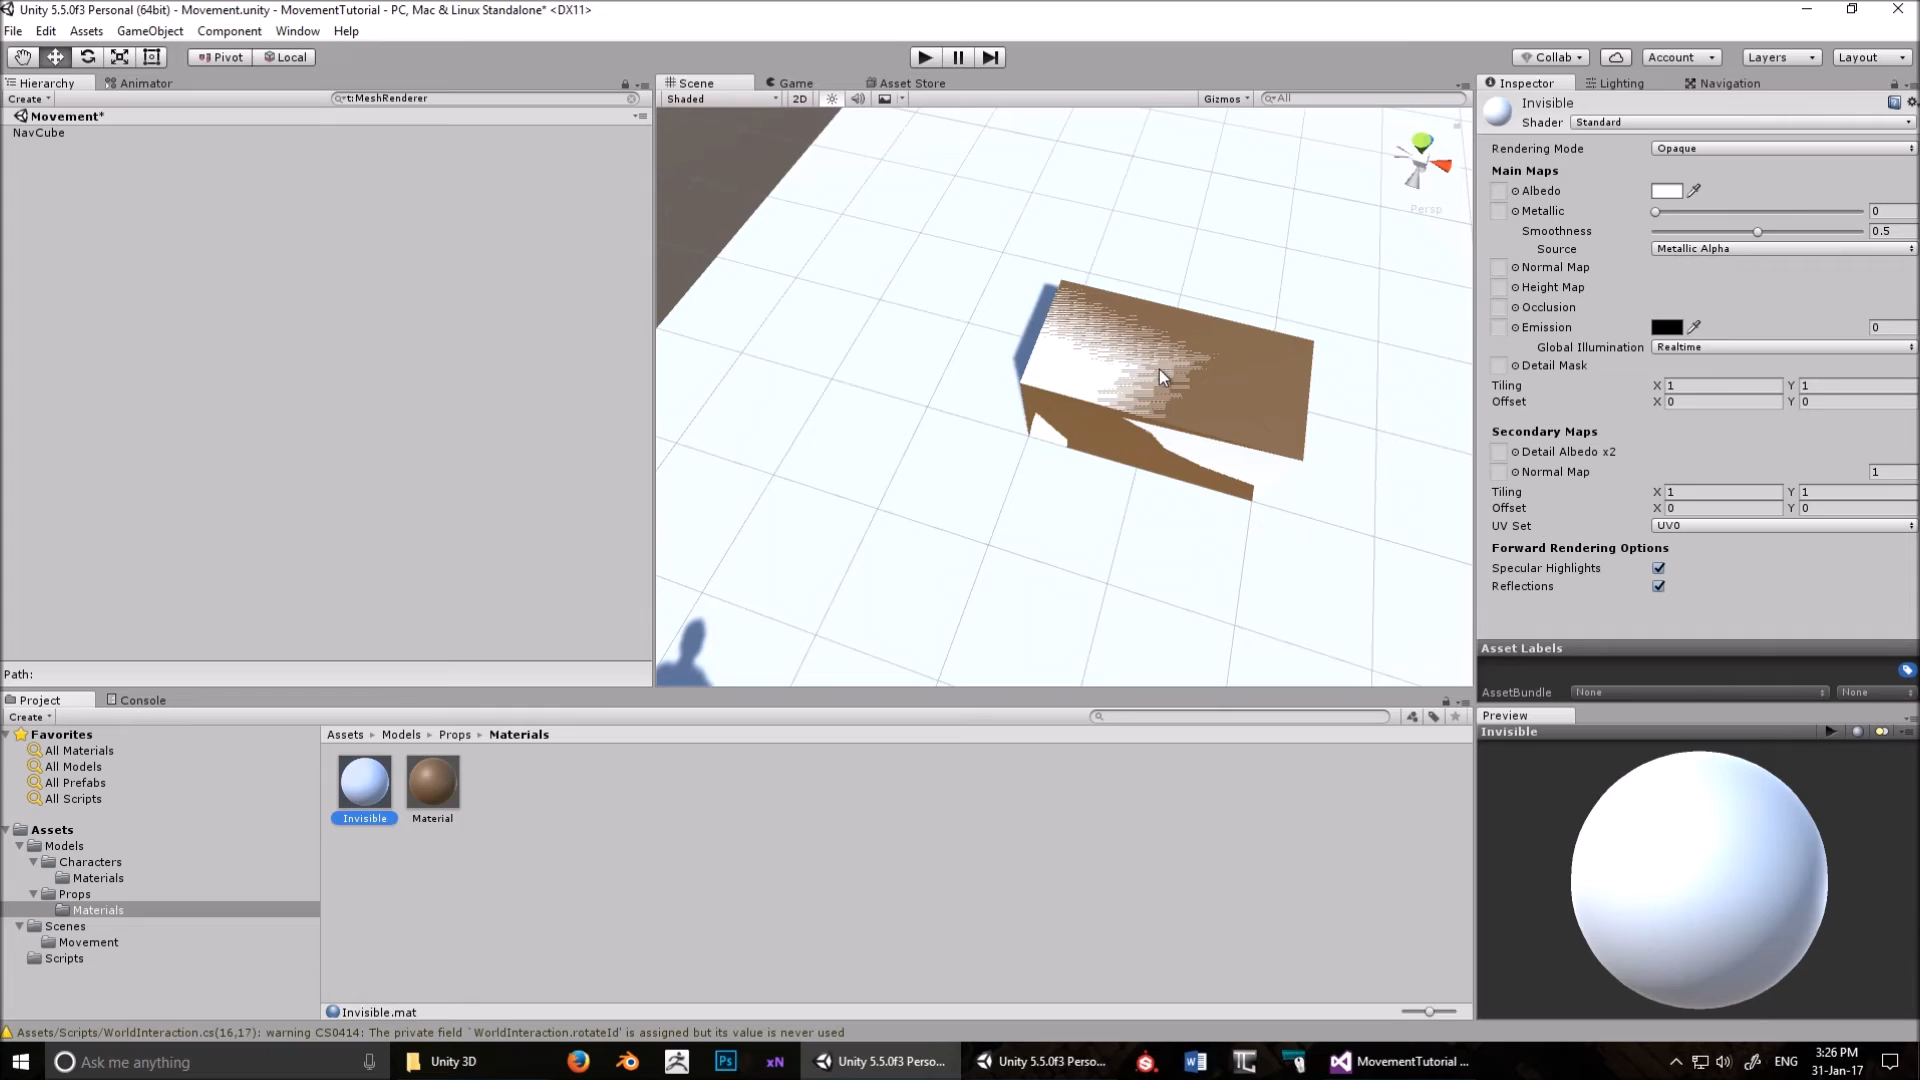 Unity 5.5.0f3 Personal (64bit) - Movement.unity - MovementTutorial - PC, Mac & Linux Standalone* <DX11>
File Edit Assets GameObject Component Window Help
Pivot Local Collab Account Layers Layout
Hierarchy Animator Scene Game Asset Store Inspector Lighting Navigation
Create t:MeshRenderer Shaded 2D Gizmos All
Movement*
NavCube
Persp
Invisible
Shader Standard
Rendering Mode Opaque
Main Maps
Albedo
Metallic 0
Smoothness 0.5
Source Metallic Alpha
Normal Map
Height Map
Occlusion
Emission 0
Global Illumination Realtime
Detail Mask
Tiling X 1 Y 1
Offset X 0 Y 0
Secondary Maps
Detail Albedo x2
Normal Map 1
Tiling X 1 Y 1
Offset X 0 Y 0
UV Set UV0
Forward Rendering Options
Specular Highlights
Reflections
Asset Labels
AssetBundle None None
Preview
Invisible
Path:
Project Console
Create
Favorites
All Materials
All Models
All Prefabs
All Scripts
Assets
Models
Characters
Materials
Props
Materials
Scenes
Movement
Scripts
Assets Models Props Materials
Invisible Material
Invisible.mat
Assets/Scripts/WorldInteraction.cs(16,17): warning CS0414: The private field `WorldInteraction.rotateId' is assigned but its value is never used
Ask me anything Unity 3D Ps xN Unity 5.5.0f3 Perso... Unity 5.5.0f3 Perso... MovementTutorial ... ENG 3:26 PM
31-Jan-17